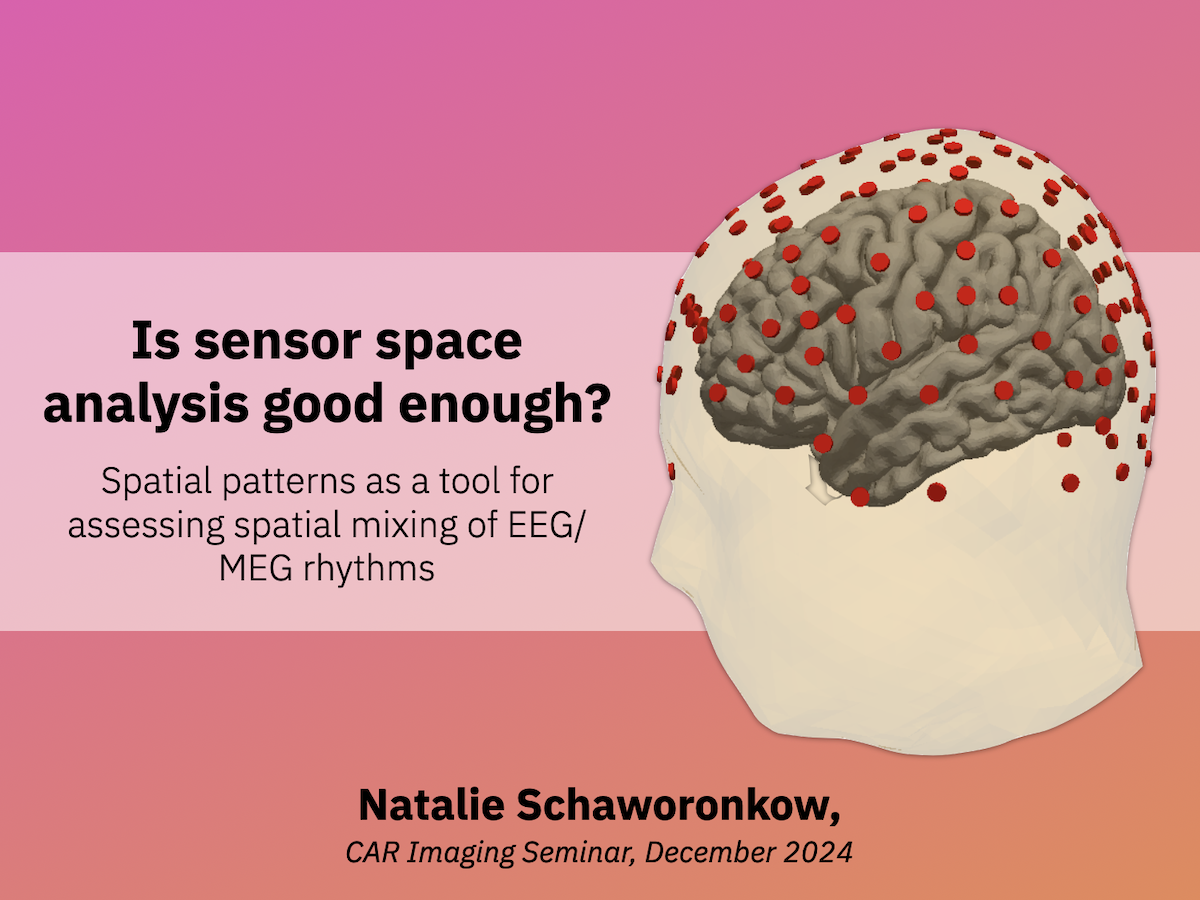 Is sensor space
analysis good enough?
Spatial patterns as a tool for
assessing spatial mixing of EEG/
MEG rhythms
Natalie Schaworonkow,
CAR Imaging Seminar, December 2024